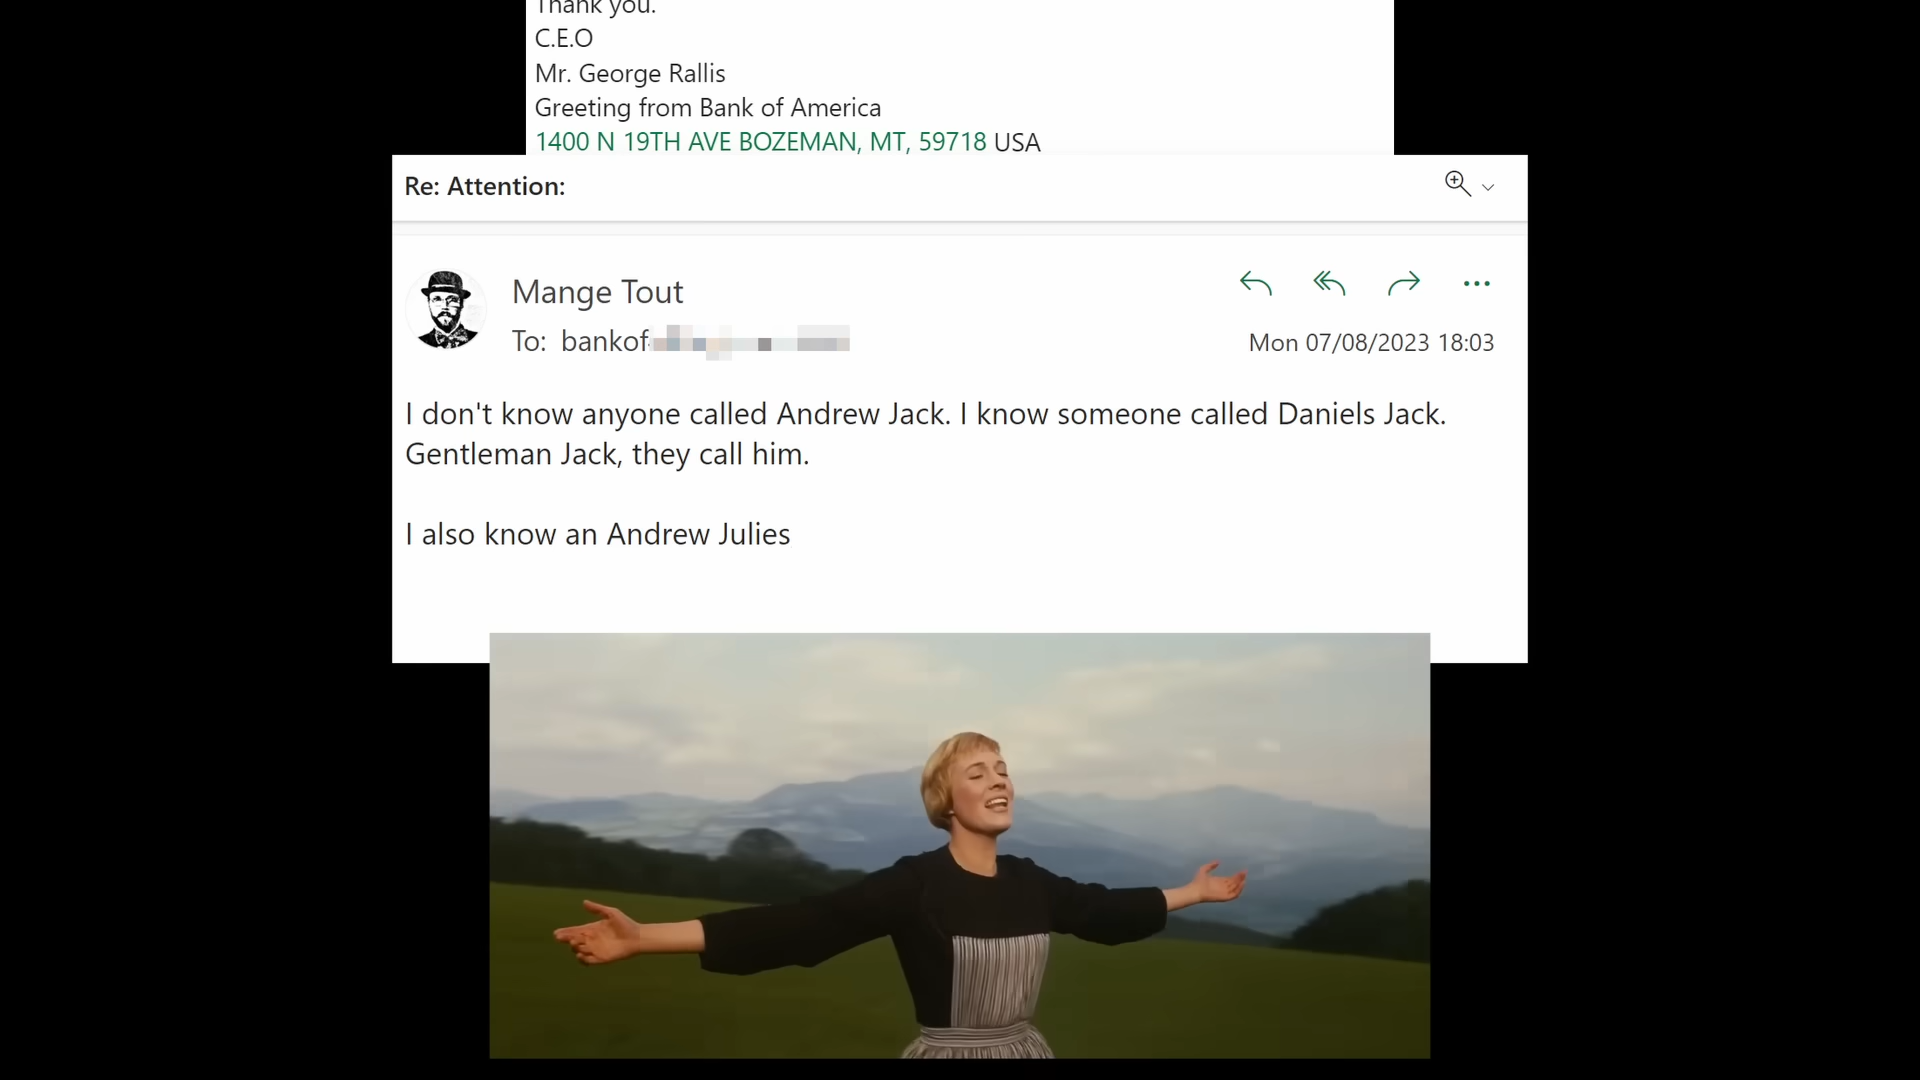 Thank you.
C.E.O
Mr. George Rallis
Greeting from Bank of America
1400 N 19TH AVE BOZEMAN, MT, 59718 USA
Re: Attention:
Mange Tout
To: bankof
Mon 07/08/2023 18:03
I don't know anyone called Andrew Jack. I know someone called Daniels Jack.
Gentleman Jack, they call him.
I also know an Andrew Julies